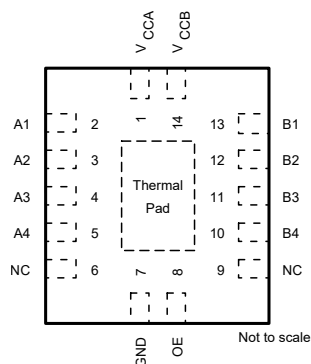 VCCA VCCB
1 14
A1 2 13 B1
A2 3 12 B2
A3 4 11 B3
A4 5 10 B4
NC 6 9 NC
Thermal
Pad
7 8
GND OE
Not to scale